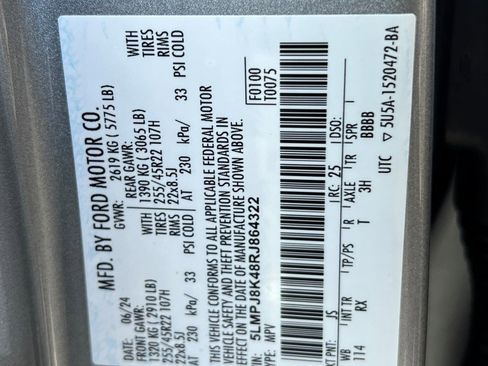 MFD. BY FORD MOTOR CO.
DATE: 06/24 GVWR: 2619 KG ( 5775 LB)
FRONT GAWR: REAR GAWR:
1320 KG ( 2910 LB) 1390 KG ( 3065 LB) WITH
255/45R22 107H 255/45R22 107H TIRES
22x8.5J 22x8.5J RIMS
AT 230 kPa/ 33 PSI COLD AT 230 kPa/ 33 PSI COLD
WITH
TIRES
RIMS
THIS VEHICLE CONFORMS TO ALL APPLICABLE FEDERAL MOTOR
VEHICLE SAFETY AND THEFT PREVENTION STANDARDS IN
EFFECT ON THE DATE OF MANUFACTURE SHOWN ABOVE.
VIN: 5LMPJ8K48RJ864322
TYPE: MPV
F0100
T0075
EXT PNT: JS RC: 25 DSO:
WB INT TR TP/PS R AXLE TR SPR
114 RX T 3H BBBB
UTC 5U5A-1520472-BA